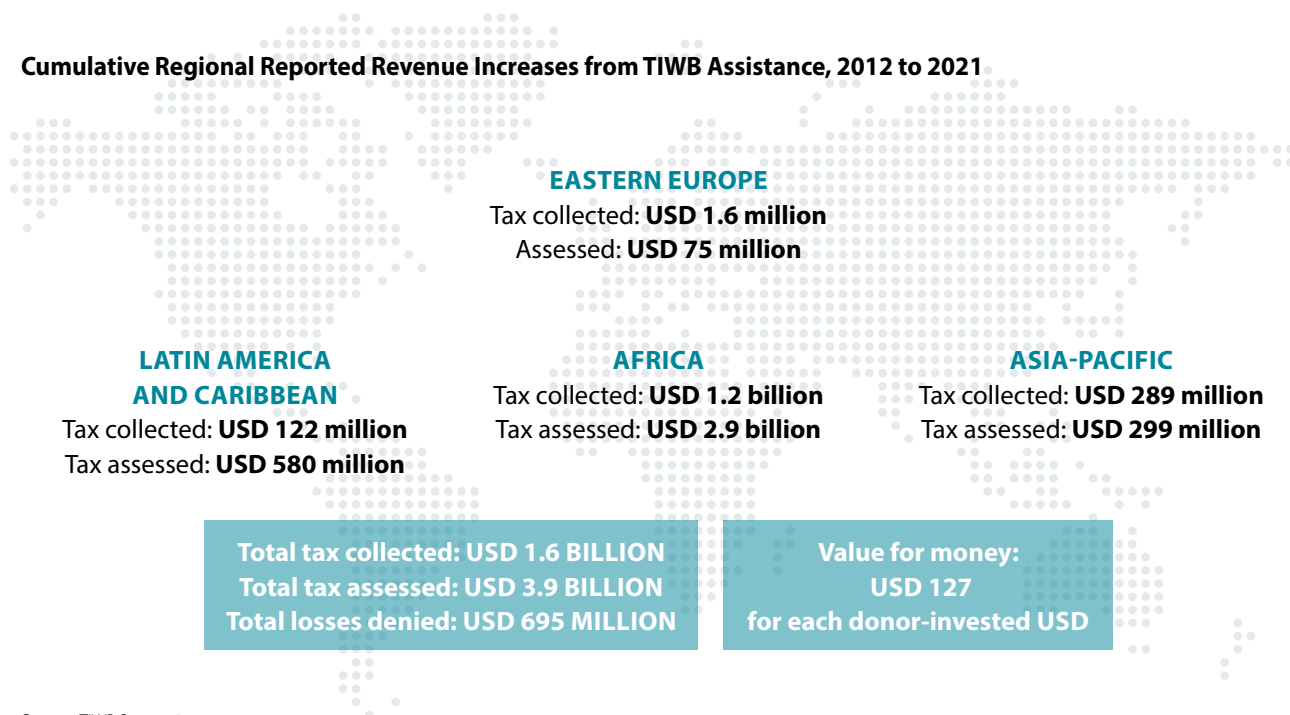 Cumulative Regional Reported Revenue Increases from TIWB Assistance, 2012 to 2021
EASTERN EUROPE
Tax collected: USD 1.6 million
Assessed: USD 75 million
LATIN AMERICA
AND CARIBBEAN
Tax collected: USD 122 million
Tax assessed: USD 580 million
AFRICA
Tax collected: USD 1.2 billion
Tax assessed: USD 2.9 billion
ASIA-PACIFIC
Tax collected: USD 289 million
Tax assessed: USD 299 million
Total tax collected: USD 1.6 BILLION
Total tax assessed: USD 3.9 BILLION
Total losses denied: USD 695 MILLION
Value for money:
USD 127
for each donor-invested USD